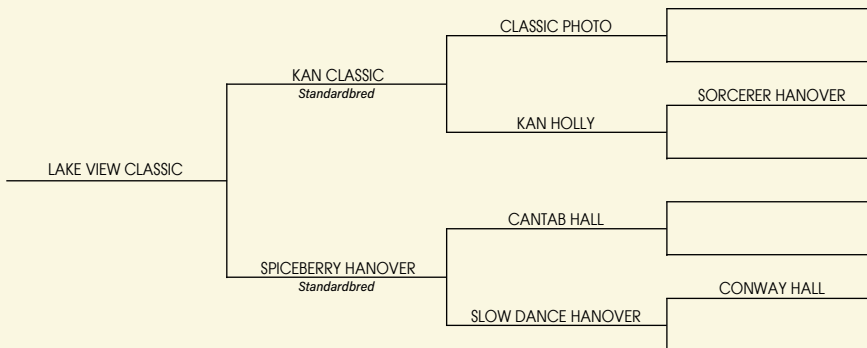 CLASSIC PHOTO
KAN CLASSIC
Standardbred
SORCERER HANOVER
KAN HOLLY
LAKE VIEW CLASSIC
CANTAB HALL
SPICEBERRY HANOVER
Standardbred
CONWAY HALL
SLOW DANCE HANOVER